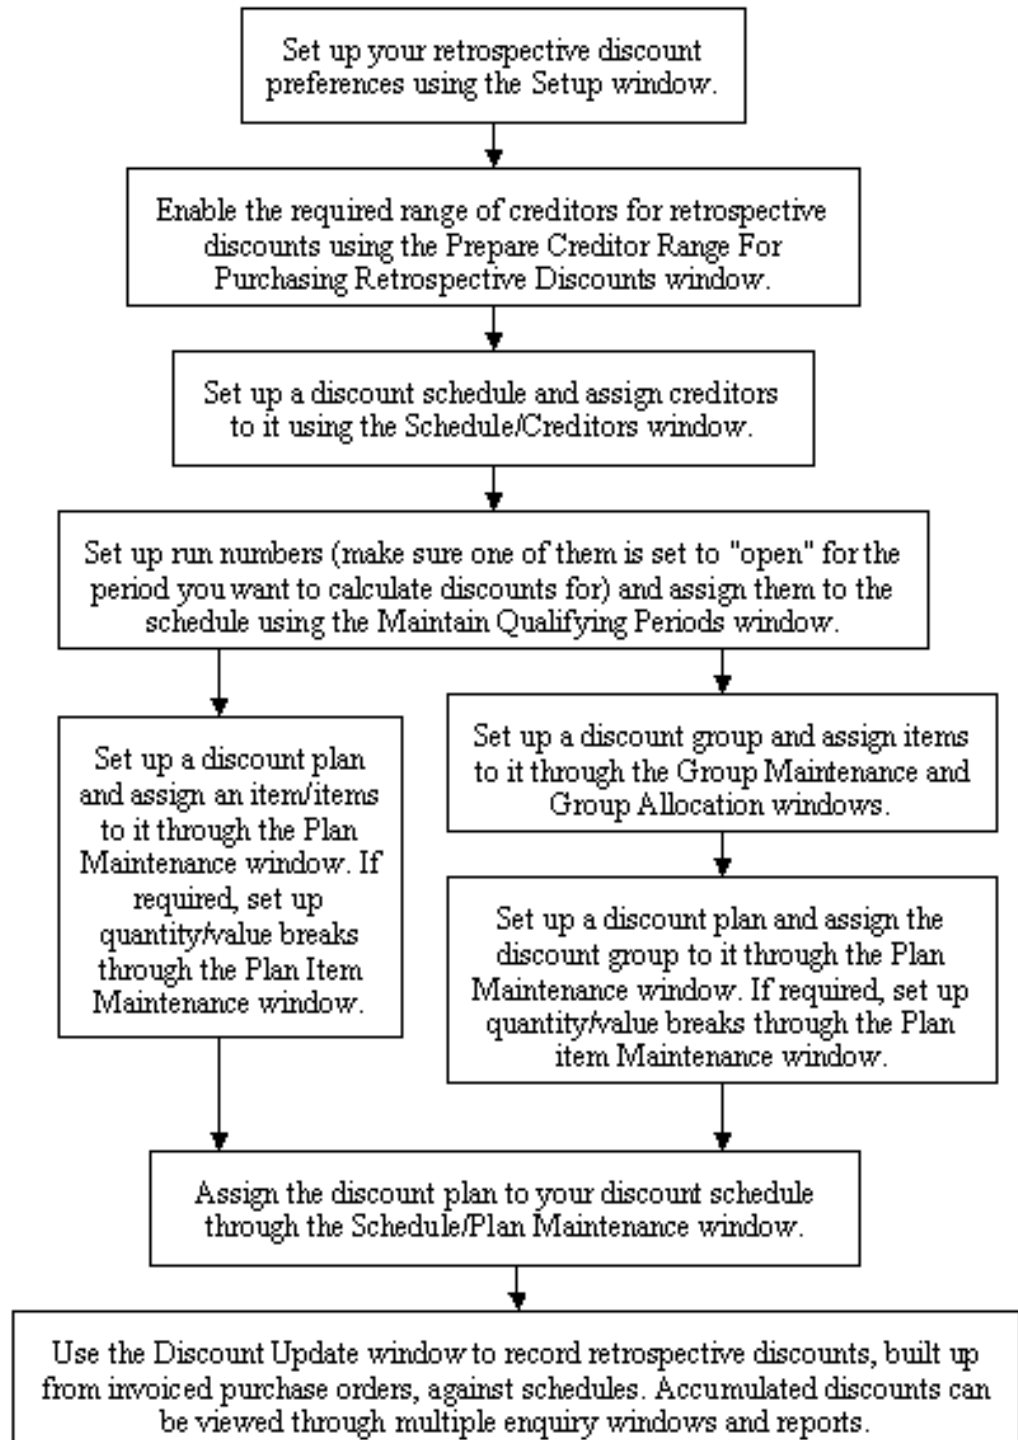 Set up your retrospective discount
preferences using the Setup window.
Enable the required range of creditors for retrospective
discounts using the Prepare Creditor Range For
Purchasing Retrospective Discounts window.
Set up a discount schedule and assign creditors
to it using the Schedule/Creditors window.
Set up run numbers (make sure one of them is set to "open" for the
period you want to calculate discounts for) and assign them to the
schedule using the Maintain Qualifying Periods window.
Set up a discount plan
and assign an item/items
to it through the Plan
Maintenance window. If
required, set up
quantity/value breaks
through the Plan Item
Maintenance window.
Set up a discount group and assign items
to it through the Group Maintenance and
Group Allocation windows.
Set up a discount plan and assign the
discount group to it through the Plan
Maintenance window. If required, set up
quantity/value breaks through the Plan
item Maintenance window.
Assign the discount plan to your discount schedule
through the Schedule/Plan Maintenance window.
Use the Discount Update window to record retrospective discounts, built up
from invoiced purchase orders, against schedules. Accumulated discounts can
be viewed through multiple enquiry windows and reports.